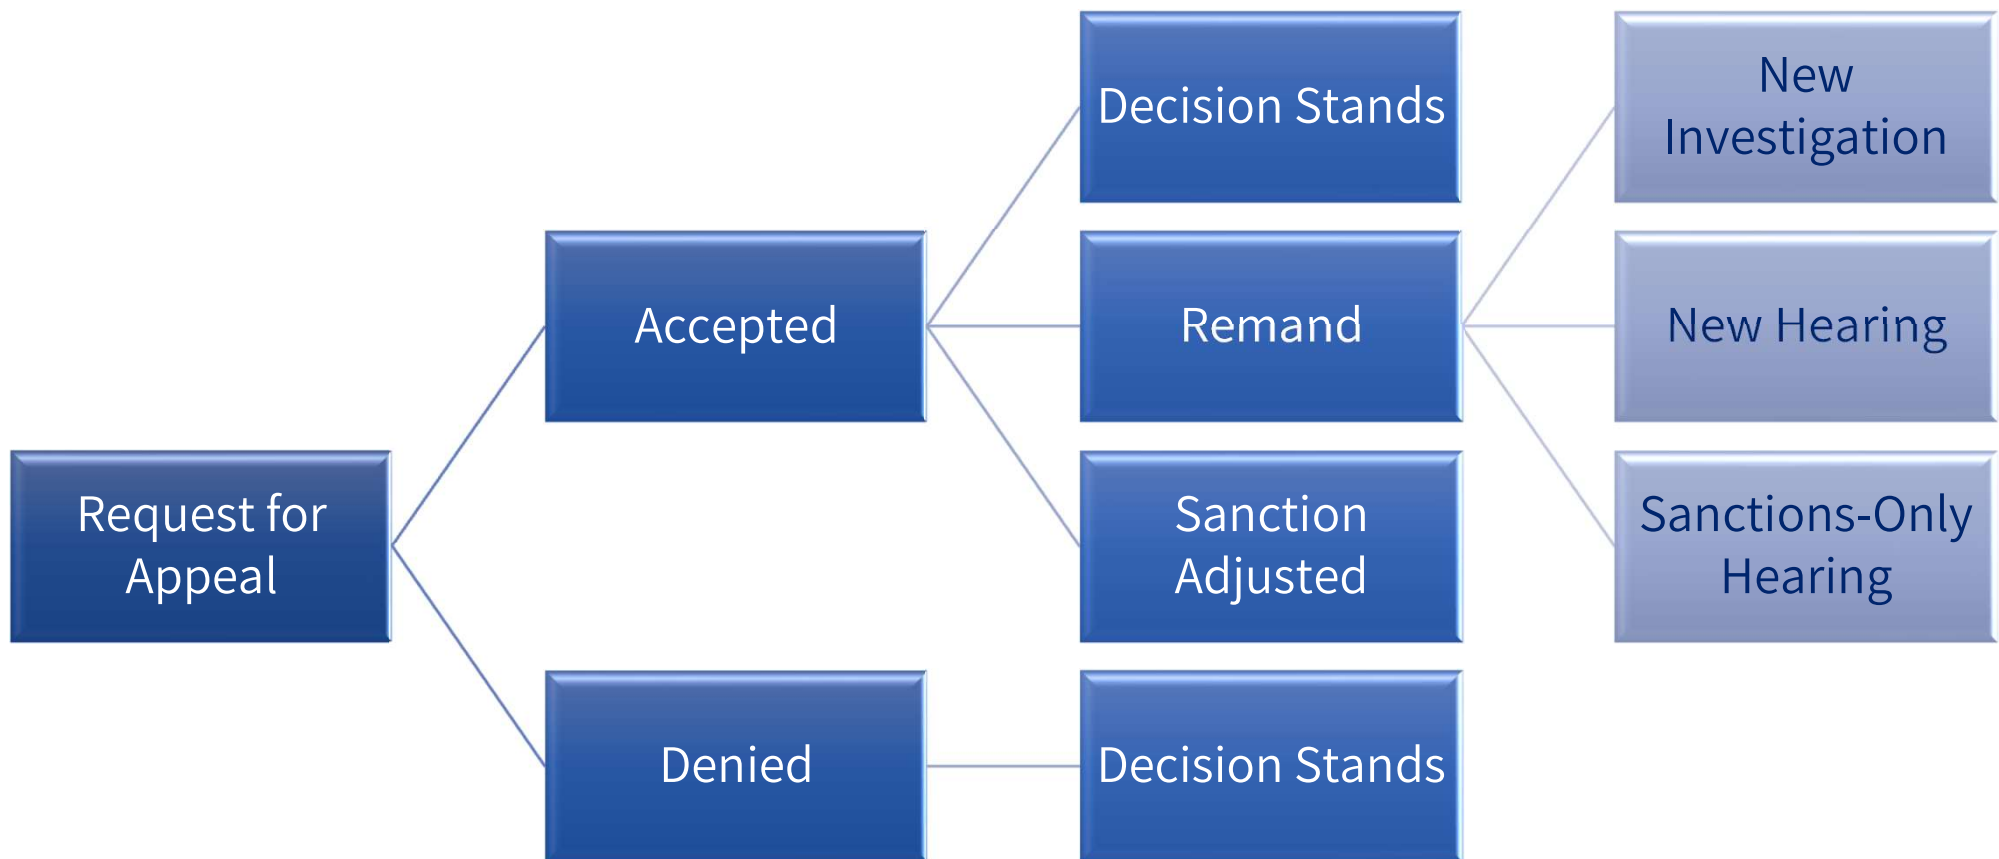 Request for
Appeal
Accepted
Denied
Decision Stands
Remand
Sanction
Adjusted
Decision Stands
New
Investigation
New Hearing
Sanctions-Only
Hearing